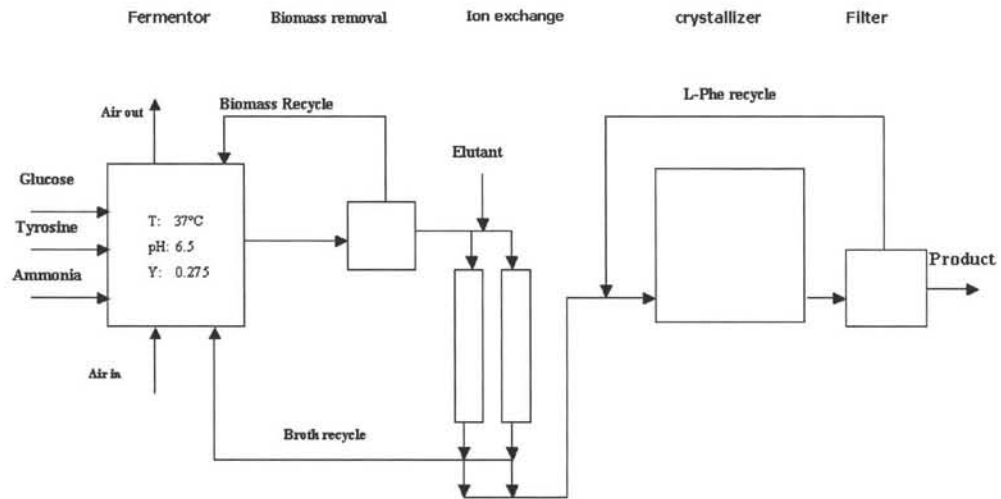 Fermentor Biomass removal Ion exchange crystallizer Filter
Biomass Recycle
L-Phe recycle
Air out
Elutant
Glucose
T: 37°C
Tyrosine
pH: 6.5
Product
Y: 0.275
Ammonia
Air in
Broth recycle